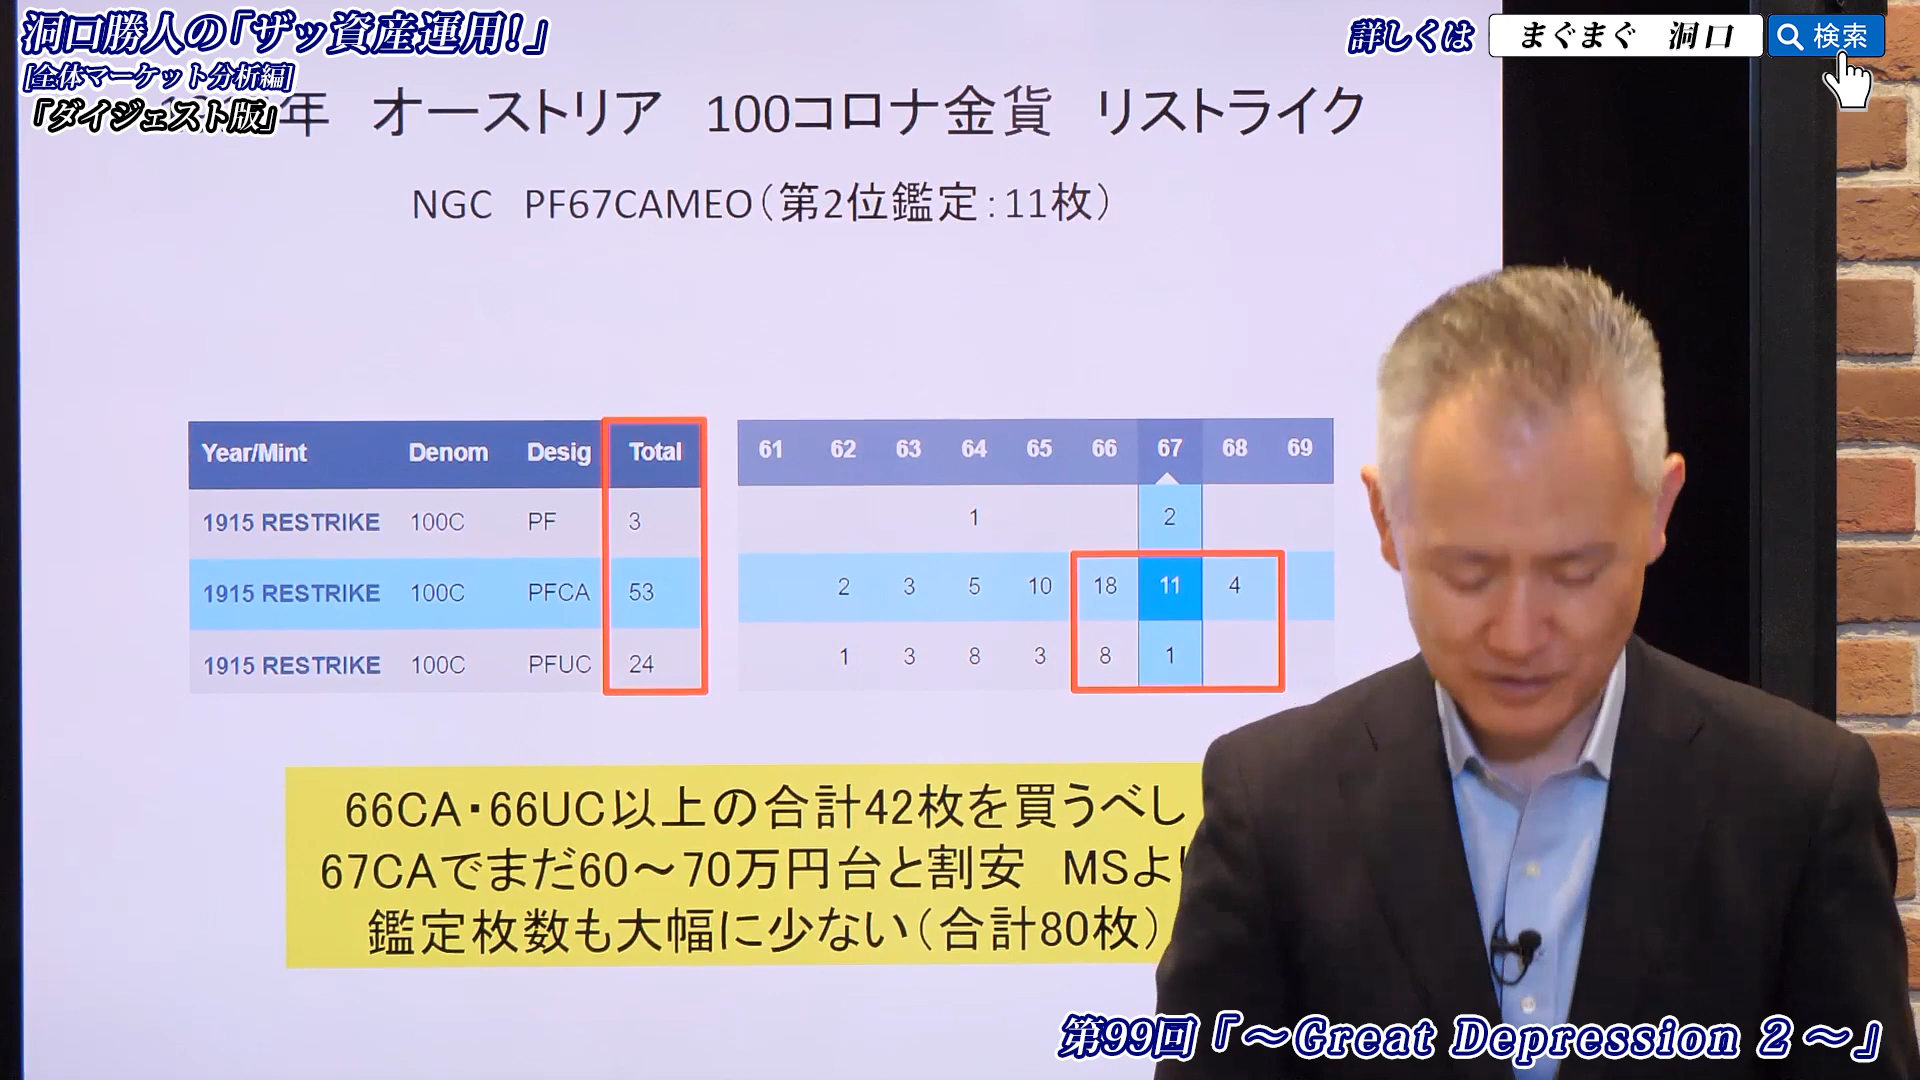 洞口勝人の「ザッ資産運用！」
[全体マーケット分析編]
「ダイジェスト版」
詳しくは まぐまぐ 洞口 検索
年 オーストリア 100コロナ金貨 リストライク
NGC PF67CAMEO（第2位鑑定：11枚）
Year/Mint Denom Desig Total 61 62 63 64 65 66 67 68 69
1915 RESTRIKE 100C PF 3 1 2
1915 RESTRIKE 100C PFCA 53 2 3 5 10 18 11 4
1915 RESTRIKE 100C PFUC 24 1 3 8 3 8 1
66CA・66UC以上の合計42枚を買うべし
67CAでまだ60～70万円台と割安 MSより
鑑定枚数も大幅に少ない（合計80枚）
第99回「～Great Depression 2～」